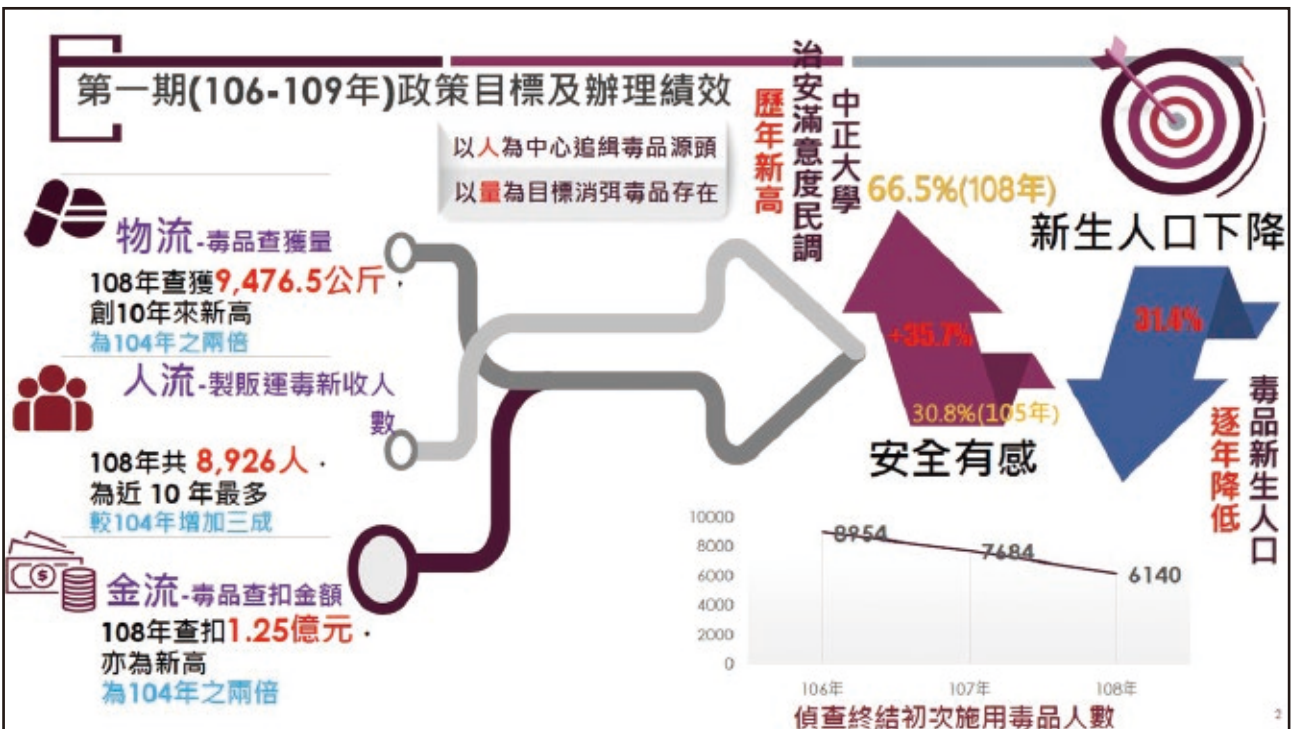 第一期(106-109年)政策目標及辦理績效
以人為中心追緝毒品源頭
以量為目標消弭毒品存在
物流-毒品查獲量
108年查獲9,476.5公斤，
創10年來新高
為104年之兩倍
人流-製販運毒新收人
數
108年共 8,926人，
為近 10 年最多
較104年增加三成
金流-毒品查扣金額
108年查扣1.25億元，
亦為新高
為104年之兩倍
中正大學
治安滿意度民調
歷年新高
66.5%(108年)
+35.7%
30.8%(105年)
安全有感
新生人口下降
31.4%
毒品新生人口
逐年降低
10000
8000
6000
4000
2000
0
8954
7684
6140
106年
107年
108年
偵查終結初次施用毒品人數
2